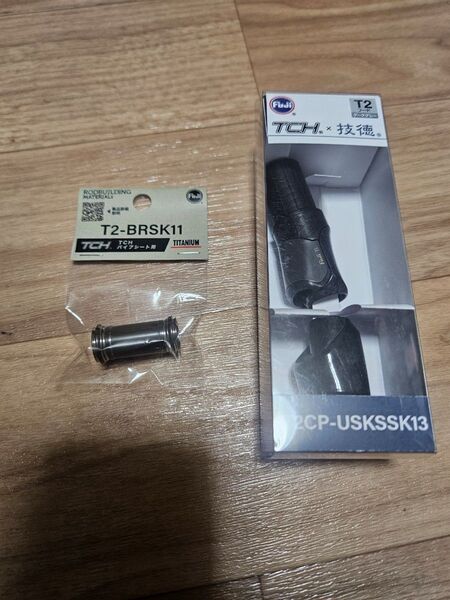 RODBUILDING
MATERIALS
Fuji
T2-BRSK11
TCH
TCH
パイプシート用
TITANIUM
Fuji
T2
TCH × 技徳
Fuji
2CP-USKSSK13